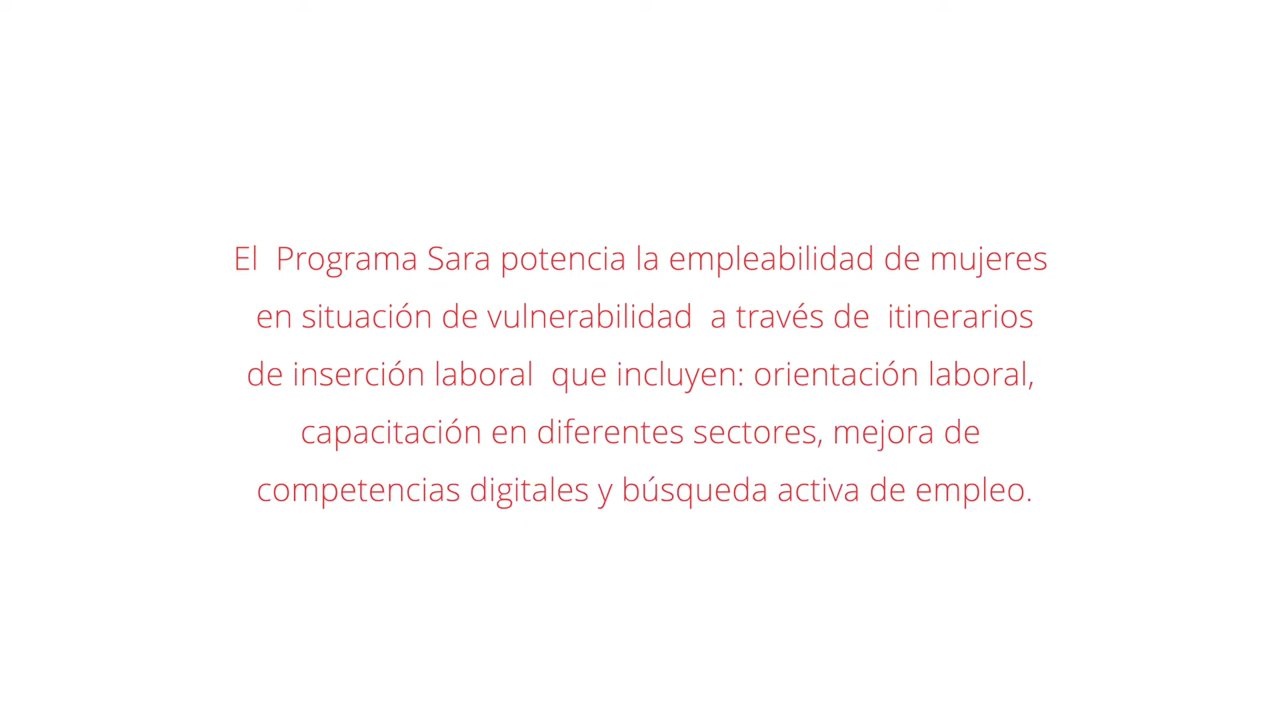 El  Programa Sara potencia la empleabilidad de mujeres
en situación de vulnerabilidad  a través de  itinerarios
de inserción laboral  que incluyen: orientación laboral,
capacitación en diferentes sectores, mejora de
competencias digitales y búsqueda activa de empleo.